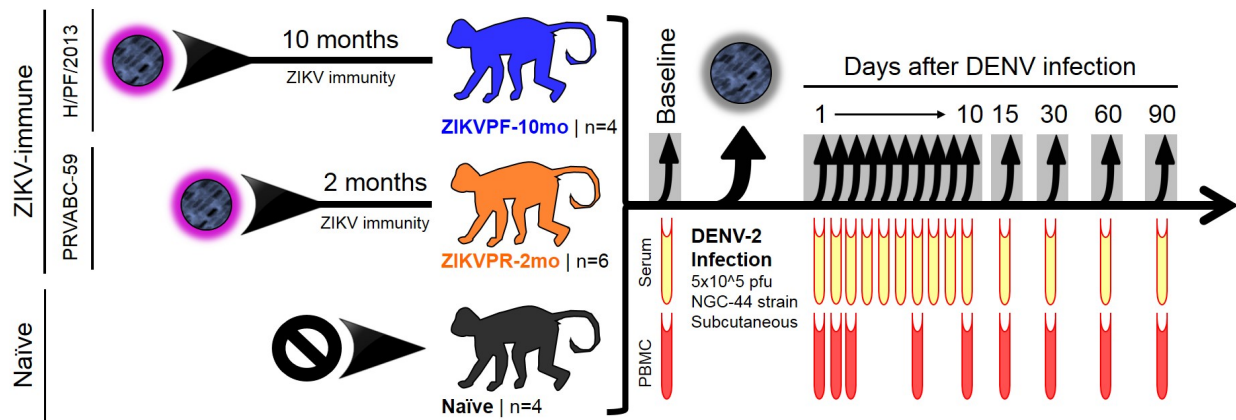 ZIKV-immune
H/PF/2013
10 months
ZIKV immunity
ZIKVPF-10mo | n=4
PRVABC-59
2 months
ZIKV immunity
ZIKVPR-2mo | n=6
Naïve
Naïve | n=4
Baseline
Days after DENV infection
1 10 15 30 60 90
DENV-2
Infection
5x10^5 pfu
NGC-44 strain
Subcutaneous
Serum
PBMC